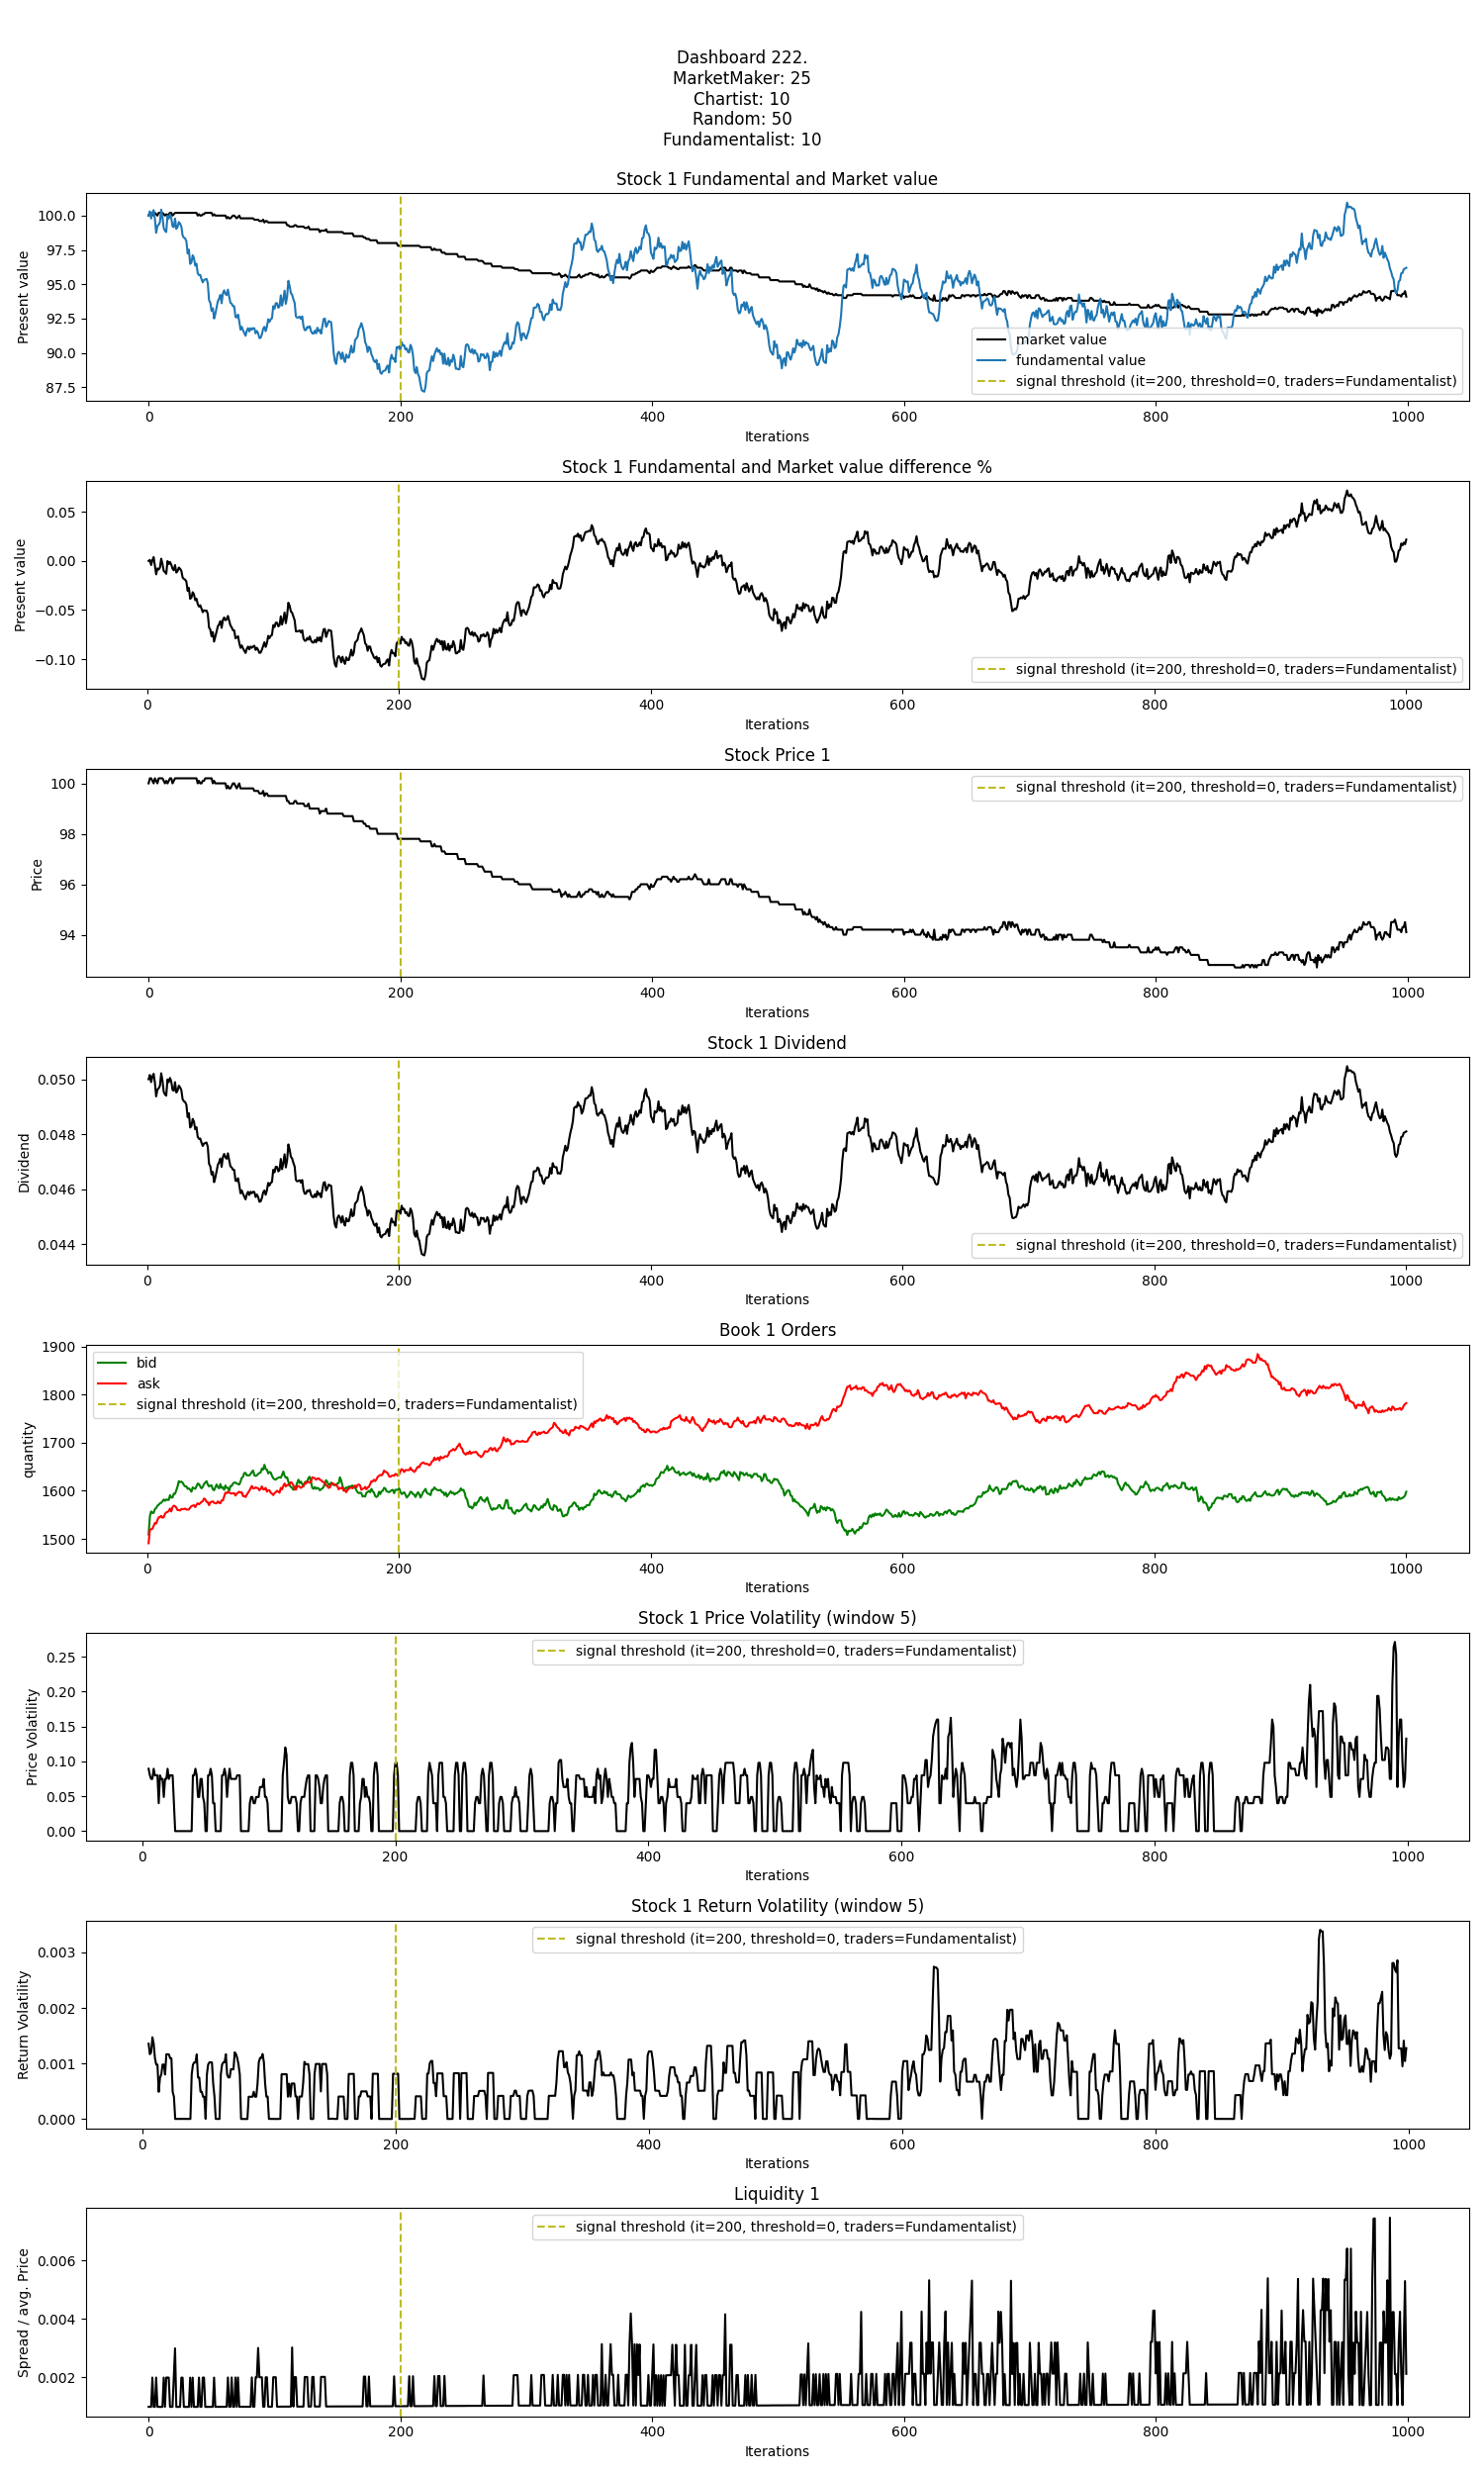 Dashboard 222.
MarketMaker: 25
Chartist: 10
Random: 50
Fundamentalist: 10
Stock 1 Fundamental and Market value
Present value
100.0
97.5
95.0
92.5
90.0
87.5
market value
fundamental value
signal threshold (it=200, threshold=0, traders=Fundamentalist)
0 200 400 600 800 1000
Iterations
Stock 1 Fundamental and Market value difference %
Present value
0.05
0.00
−0.05
−0.10
signal threshold (it=200, threshold=0, traders=Fundamentalist)
0 200 400 600 800 1000
Iterations
Stock Price 1
Price
100
98
96
94
signal threshold (it=200, threshold=0, traders=Fundamentalist)
0 200 400 600 800 1000
Iterations
Stock 1 Dividend
Dividend
0.050
0.048
0.046
0.044
signal threshold (it=200, threshold=0, traders=Fundamentalist)
0 200 400 600 800 1000
Iterations
Book 1 Orders
quantity
1900
1800
1700
1600
1500
bid
ask
signal threshold (it=200, threshold=0, traders=Fundamentalist)
0 200 400 600 800 1000
Iterations
Stock 1 Price Volatility (window 5)
Price Volatility
0.25
0.20
0.15
0.10
0.05
0.00
signal threshold (it=200, threshold=0, traders=Fundamentalist)
0 200 400 600 800 1000
Iterations
Stock 1 Return Volatility (window 5)
Return Volatility
0.003
0.002
0.001
0.000
signal threshold (it=200, threshold=0, traders=Fundamentalist)
0 200 400 600 800 1000
Iterations
Liquidity 1
Spread / avg. Price
0.006
0.004
0.002
signal threshold (it=200, threshold=0, traders=Fundamentalist)
0 200 400 600 800 1000
Iterations